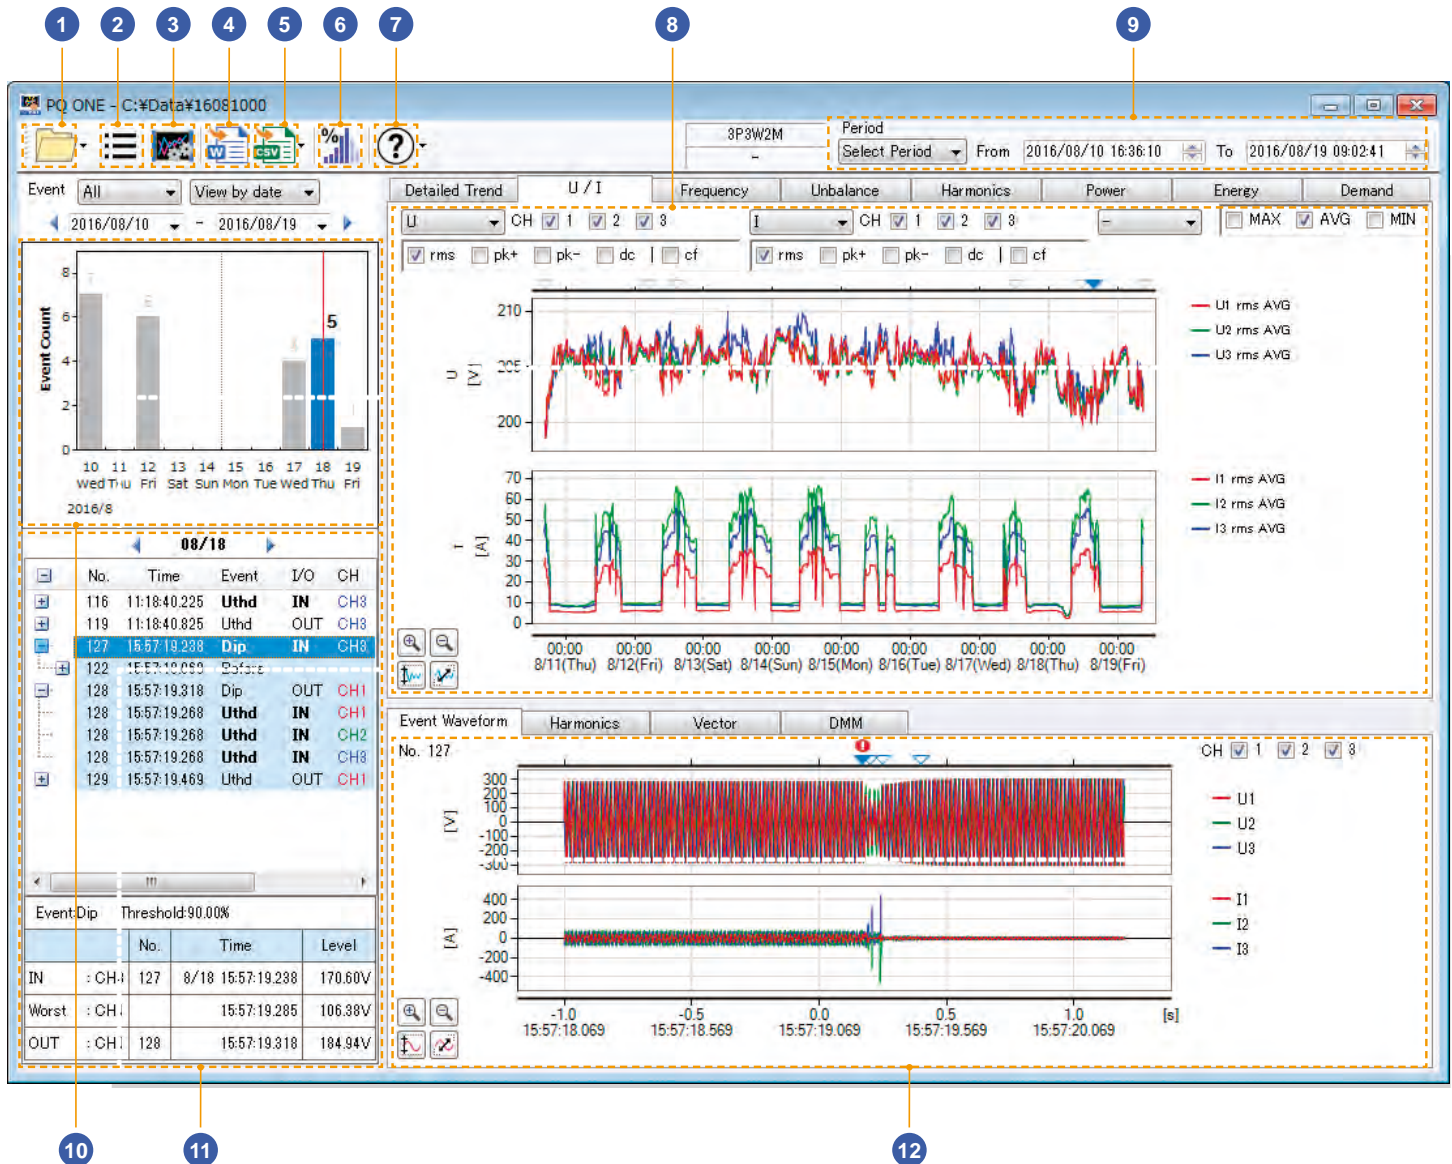 1 2 3 4 5 6 7 8 9
PQ ONE - C:¥Data¥16081000
W CSV % ?
3P3W2M
-
Period
Select Period From 2016/08/10 16:36:10 To 2016/08/19 09:02:41
Event All View by date
2016/08/10 - 2016/08/19
Detailed Trend U / I Frequency Unbalance Harmonics Power Energy Demand
U CH 1 2 3 I CH 1 2 3 - MAX AVG MIN
rms pk+ pk- dc | cf rms pk+ pk- dc | cf
Event Count
8
6
4
2
0
5
10 11 12 13 14 15 16 17 18 19
Wed Thu Fri Sat Sun Mon Tue Wed Thu Fri
2016/8
U [V]
210
205
200
U1 rms AVG
U2 rms AVG
U3 rms AVG
I [A]
70
60
50
40
30
20
10
0
I1 rms AVG
I2 rms AVG
I3 rms AVG
00:00 00:00 00:00 00:00 00:00 00:00 00:00 00:00 00:00
8/11(Thu) 8/12(Fri) 8/13(Sat) 8/14(Sun) 8/15(Mon) 8/16(Tue) 8/17(Wed) 8/18(Thu) 8/19(Fri)
08/18
No. Time Event I/O CH
116 11:18:40.225 Uthd IN CH3
119 11:18:40.825 Uthd OUT CH3
127 15:57:19.238 Dip IN CH3
122 Before
128 15:57:19.318 Dip OUT CH1
128 15:57:19.268 Uthd IN CH1
128 15:57:19.268 Uthd IN CH2
128 15:57:19.268 Uthd IN CH3
129 15:57:19.469 Uthd OUT CH1
Event:Dip Threshold:90.00%
No. Time Level
IN : CH 127 8/18 15:57:19.238 170.60V
Worst : CH 15:57:19.285 106.38V
OUT : CH 128 15:57:19.318 184.94V
Event Waveform Harmonics Vector DMM
No. 127
CH 1 2 3
[V]
300
200
100
0
-100
-200
-300
U1
U2
U3
[A]
400
200
0
-200
-400
I1
I2
I3
-1.0 -0.5 0.0 0.5 1.0 [s]
15:57:18.069 15:57:18.569 15:57:19.069 15:57:19.569 15:57:20.069
10 11 12